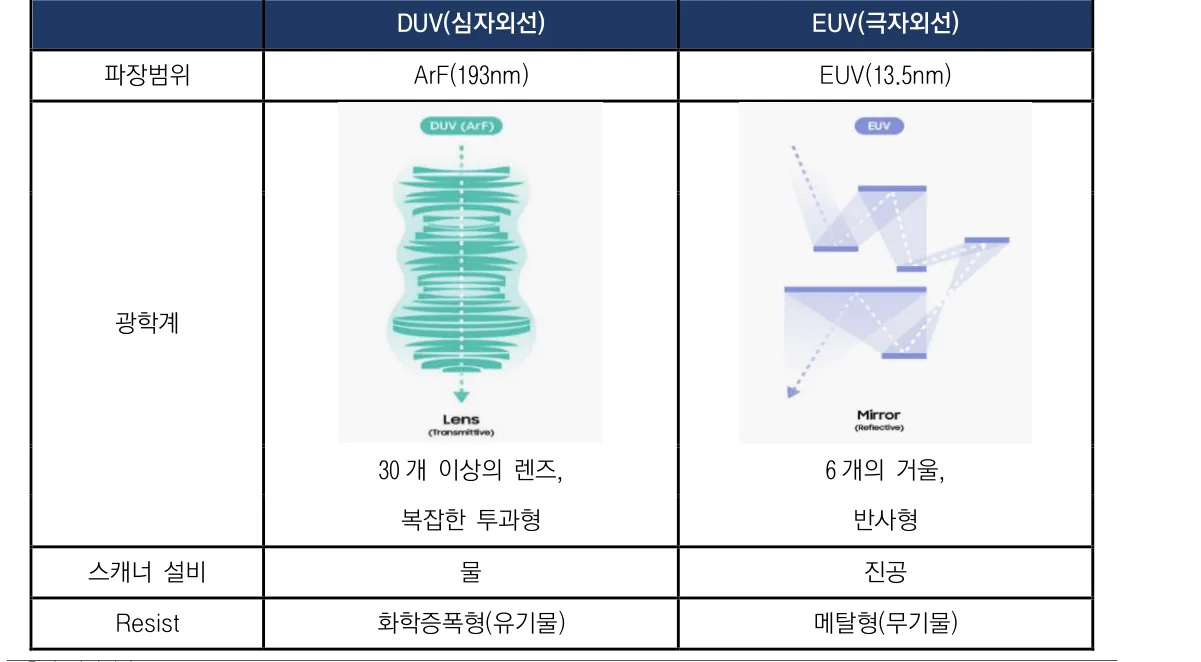 DUV(심자외선) EUV(극자외선)
파장범위 ArF(193nm) EUV(13.5nm)
광학계
DUV (ArF)
Lens
(Transmittive)
30개 이상의 렌즈,
복잡한 투과형
EUV
Mirror
(Reflective)
6개의 거울,
반사형
스캐너 설비 물 진공
Resist 화학증폭형(유기물) 메탈형(무기물)